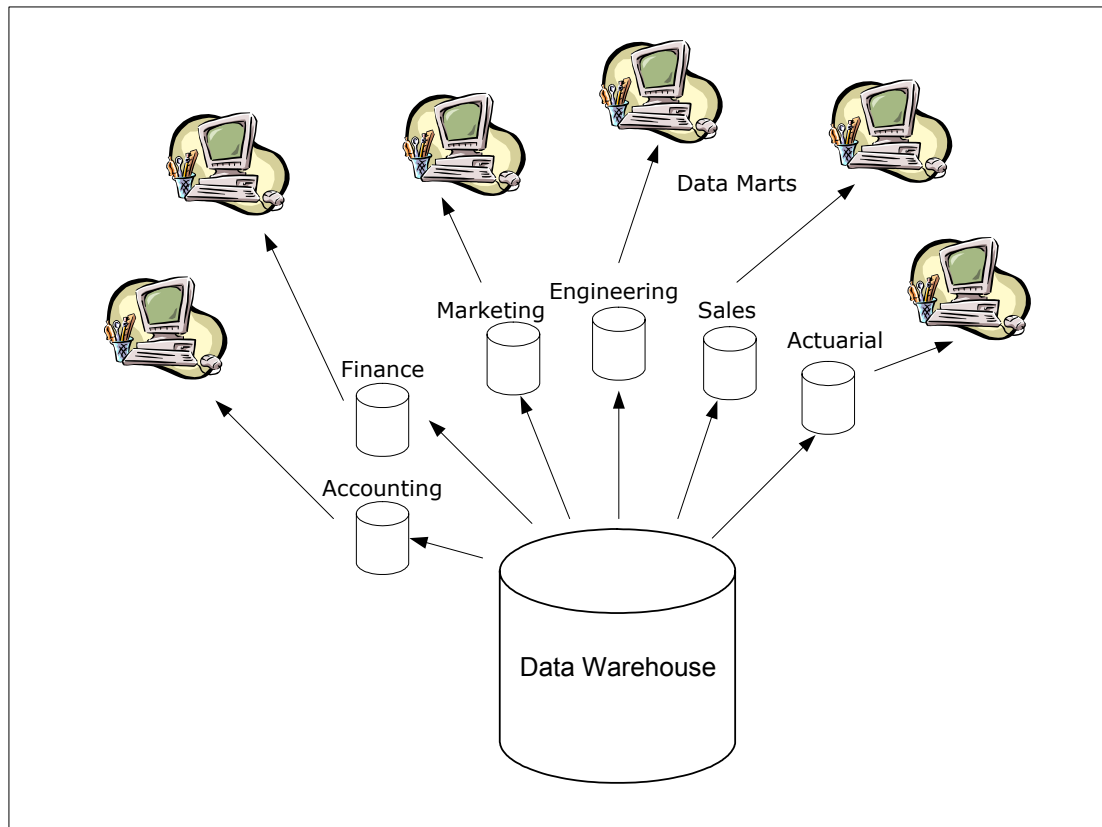 Data Marts
Engineering
Marketing
Sales
Actuarial
Finance
Accounting
Data Warehouse